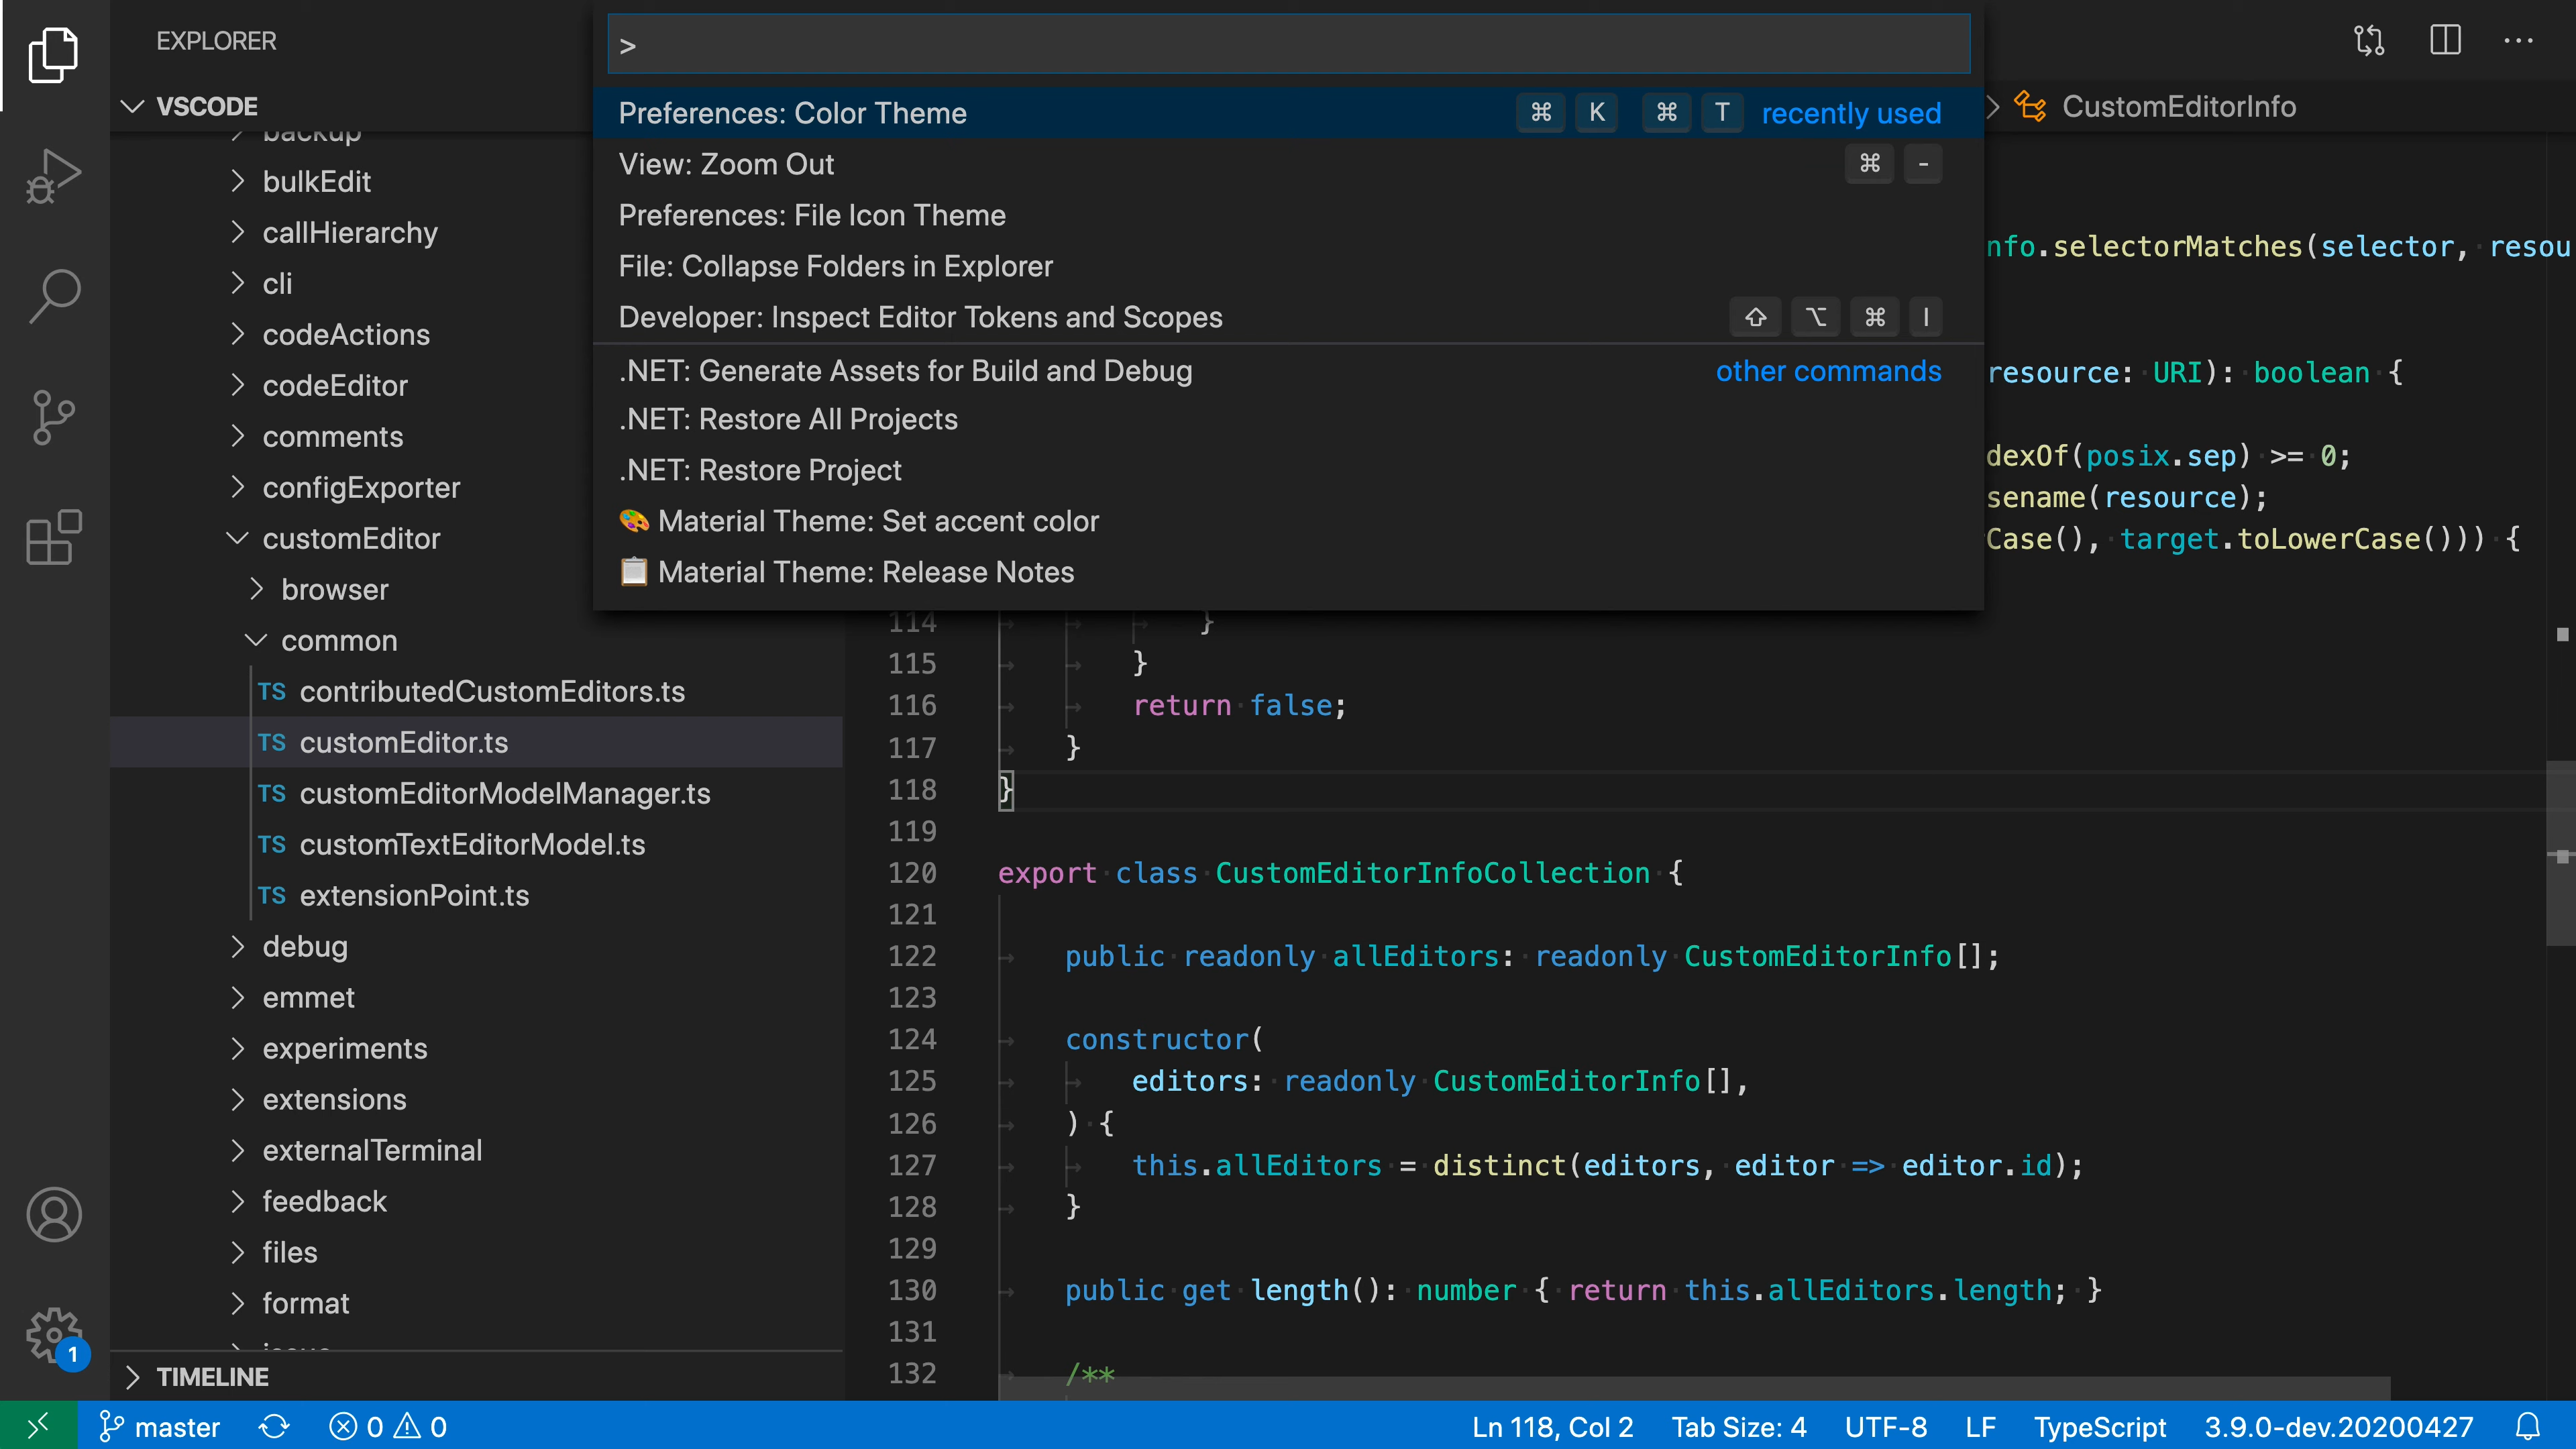 EXPLORER
VSCODE
backup
bulkEdit
callHierarchy
cli
codeActions
codeEditor
comments
configExporter
customEditor
browser
common
TS contributedCustomEditors.ts
TS customEditor.ts
TS customEditorModelManager.ts
TS customTextEditorModel.ts
TS extensionPoint.ts
debug
emmet
experiments
extensions
externalTerminal
feedback
files
format
TIMELINE
>
Preferences: Color Theme ⌘ K ⌘ T recently used
View: Zoom Out ⌘ -
Preferences: File Icon Theme
File: Collapse Folders in Explorer
Developer: Inspect Editor Tokens and Scopes ⇧ ⌥ ⌘ I
.NET: Generate Assets for Build and Debug other commands
.NET: Restore All Projects
.NET: Restore Project
🎨 Material Theme: Set accent color
📋 Material Theme: Release Notes
CustomEditorInfo
nfo.selectorMatches(selector, resou
resource: URI): boolean {
dexOf(posix.sep) >= 0;
sename(resource);
Case(), target.toLowerCase())) {
114 }
115 }
116 return false;
117 }
118 }
119
120 export class CustomEditorInfoCollection {
121
122 public readonly allEditors: readonly CustomEditorInfo[];
123
124 constructor(
125 editors: readonly CustomEditorInfo[],
126 ) {
127 this.allEditors = distinct(editors, editor => editor.id);
128 }
129
130 public get length(): number { return this.allEditors.length; }
131
132 /**
1
master 0 0 Ln 118, Col 2 Tab Size: 4 UTF-8 LF TypeScript 3.9.0-dev.20200427